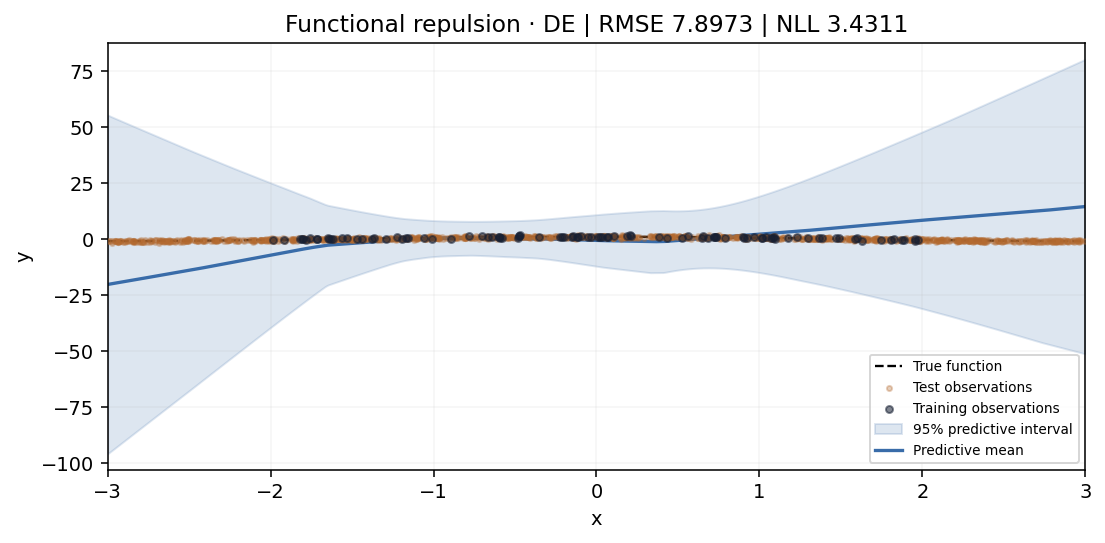 Functional repulsion · DE | RMSE 7.8973 | NLL 3.4311
75
50
25
0
−25
−50
−75
−100
y
−3
−2
−1
0
1
2
3
x
True function
Test observations
Training observations
95% predictive interval
Predictive mean